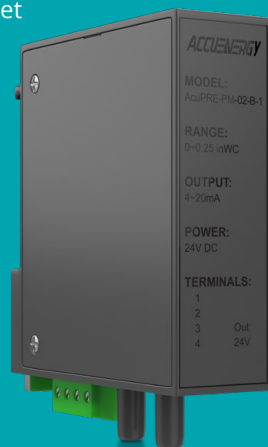 et
ACCUENERGY
MODEL:
AcuPRE-PM-02-B-1
RANGE:
0~0.25 inWC
OUTPUT:
4~20mA
POWER:
24V DC
TERMINALS:
1
2
3 Out
4 24V